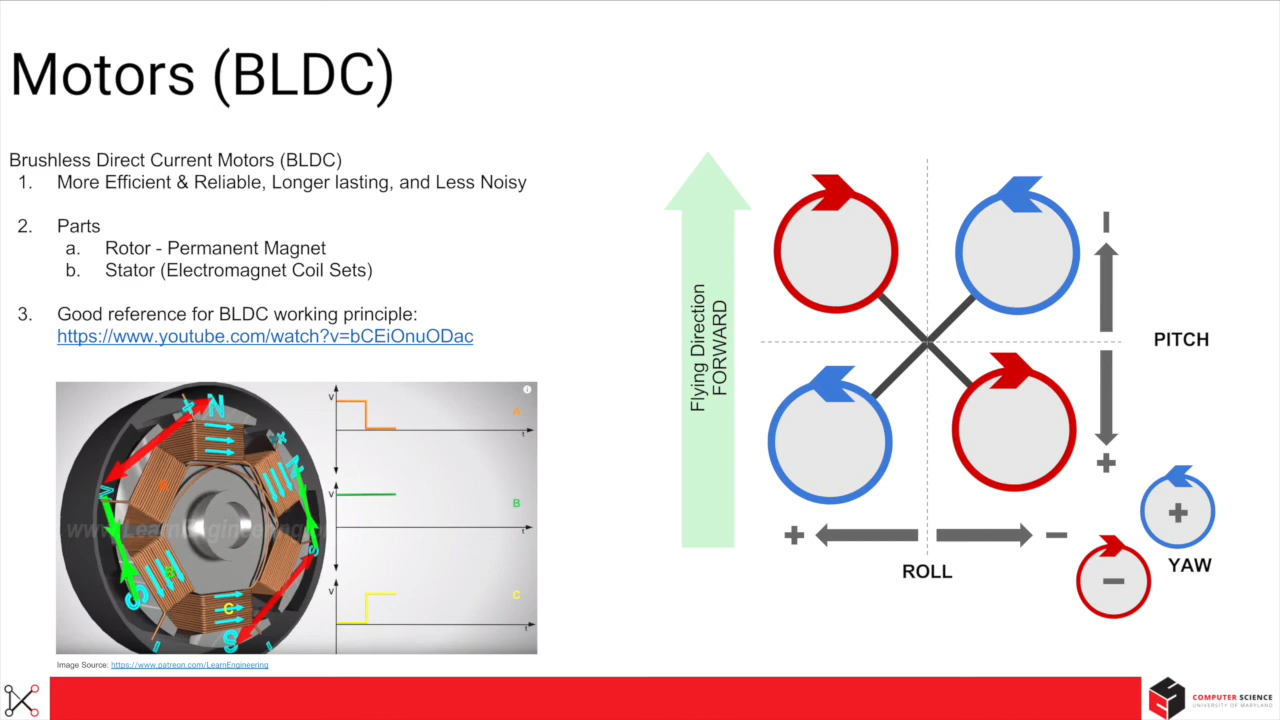 Motors (BLDC)
Brushless Direct Current Motors (BLDC)
1. More Efficient & Reliable, Longer lasting, and Less Noisy
2. Parts
a. Rotor - Permanent Magnet
b. Stator (Electromagnet Coil Sets)
3. Good reference for BLDC working principle:
https://www.youtube.com/watch?v=bCEiOnuODac
N
N
N
S
S
S
A
B
C
www.LearnEngineering
V
A
t
V
B
t
V
C
t
Image Source: https://www.patreon.com/LearnEngineering
Flying Direction
FORWARD
PITCH
+
+
ROLL
−
+
−
YAW
COMPUTER SCIENCE
UNIVERSITY OF MARYLAND